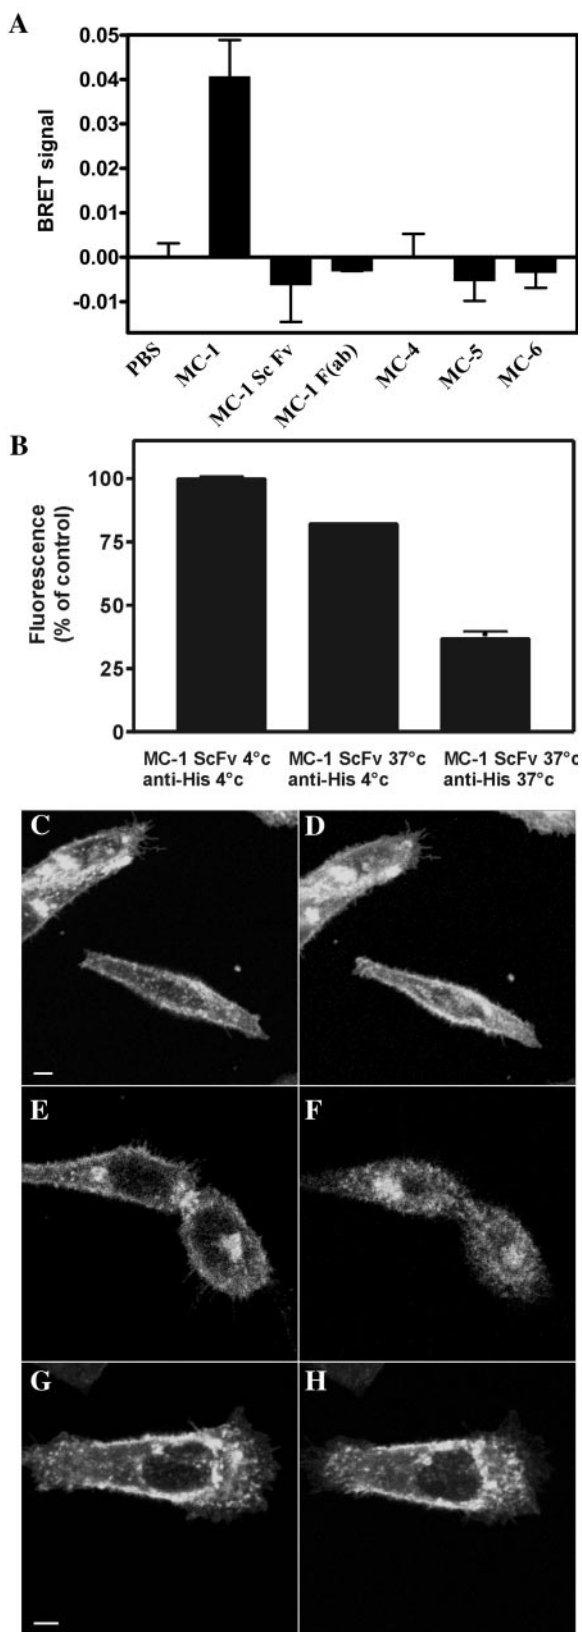 A
0.05
0.04
0.03
0.02
0.01
0.00
-0.01
BRET signal
PBS
MC-1
MC-1 Sc Fv
MC-1 F(ab)
MC-4
MC-5
MC-6
B
100
75
50
25
0
Fluorescence
(% of control)
MC-1 ScFv 4°c MC-1 ScFv 37°c MC-1 ScFv 37°c
anti-His 4°c anti-His 4°c anti-His 37°c
C D
E F
G H